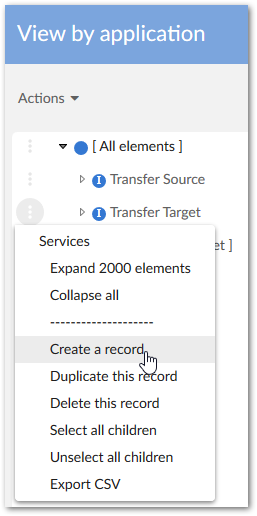 View by application
Actions
[ All elements ]
I Transfer Source
I Transfer Target
et ]
Services
Expand 2000 elements
Collapse all
--------------------
Create a record
Duplicate this record
Delete this record
Select all children
Unselect all children
Export CSV